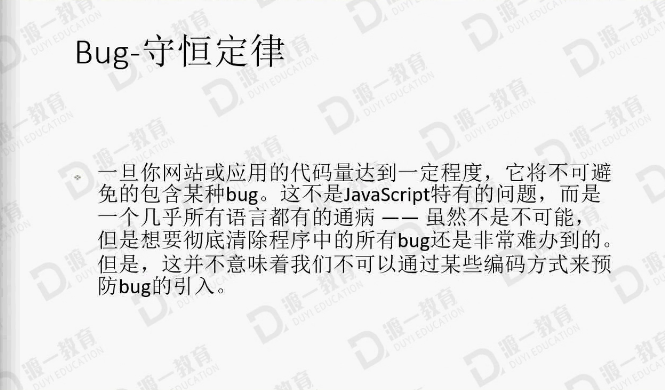 Bug-守恒定律
一旦你网站或应用的代码量达到一定程度，它将不可避
免的包含某种bug。这不是JavaScript特有的问题，而是
一个几乎所有语言都有的通病 —— 虽然不是不可能，
但是想要彻底清除程序中的所有bug还是非常难办到的。
但是，这并不意味着我们不可以通过某些编码方式来预
防bug的引入。
渡一教育
DUYI EDUCATION